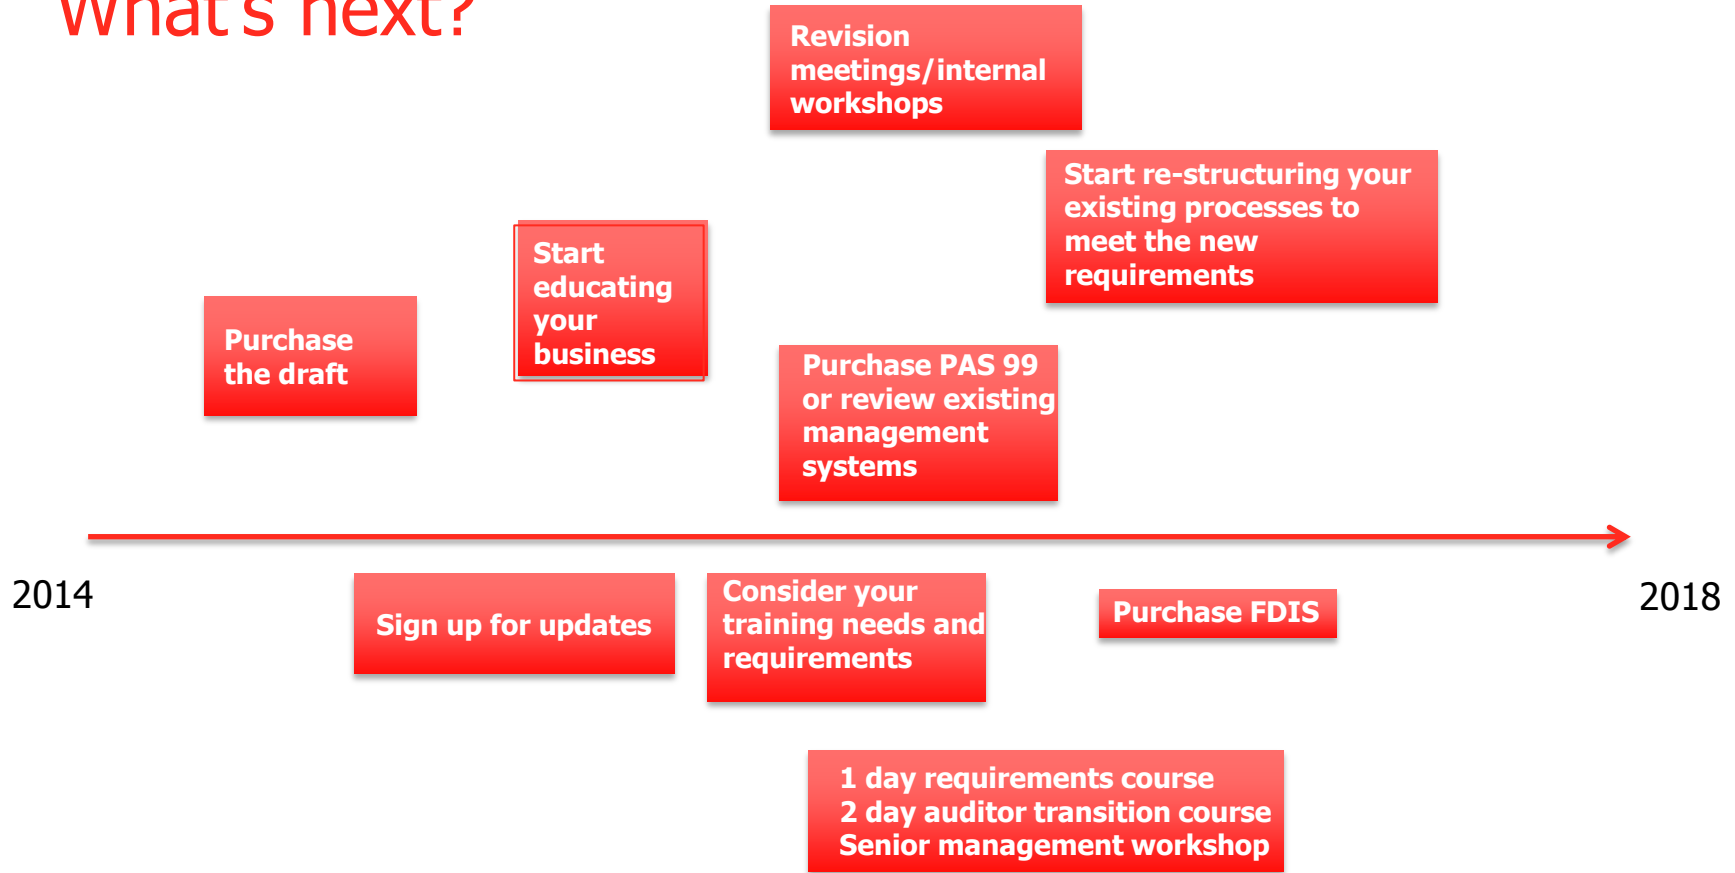 What's next?
Revision
meetings/internal
workshops
Start re-structuring your
existing processes to
meet the new
requirements
Start
educating
your
business
Purchase
the draft
Purchase PAS 99
or review existing
management
systems
2014
2018
Sign up for updates
Consider your
training needs and
requirements
Purchase FDIS
1 day requirements course
2 day auditor transition course
Senior management workshop